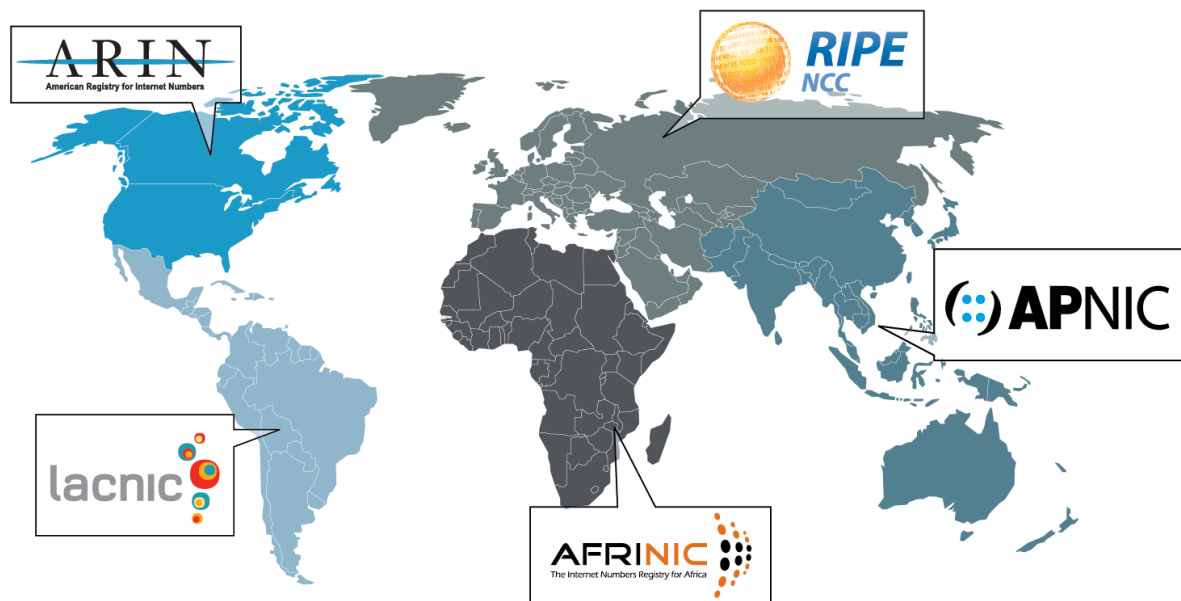 ARIN
American Registry for Internet Numbers
RIPE
NCC
APNIC
lacnic
AFRINIC
The Internet Numbers Registry for Africa